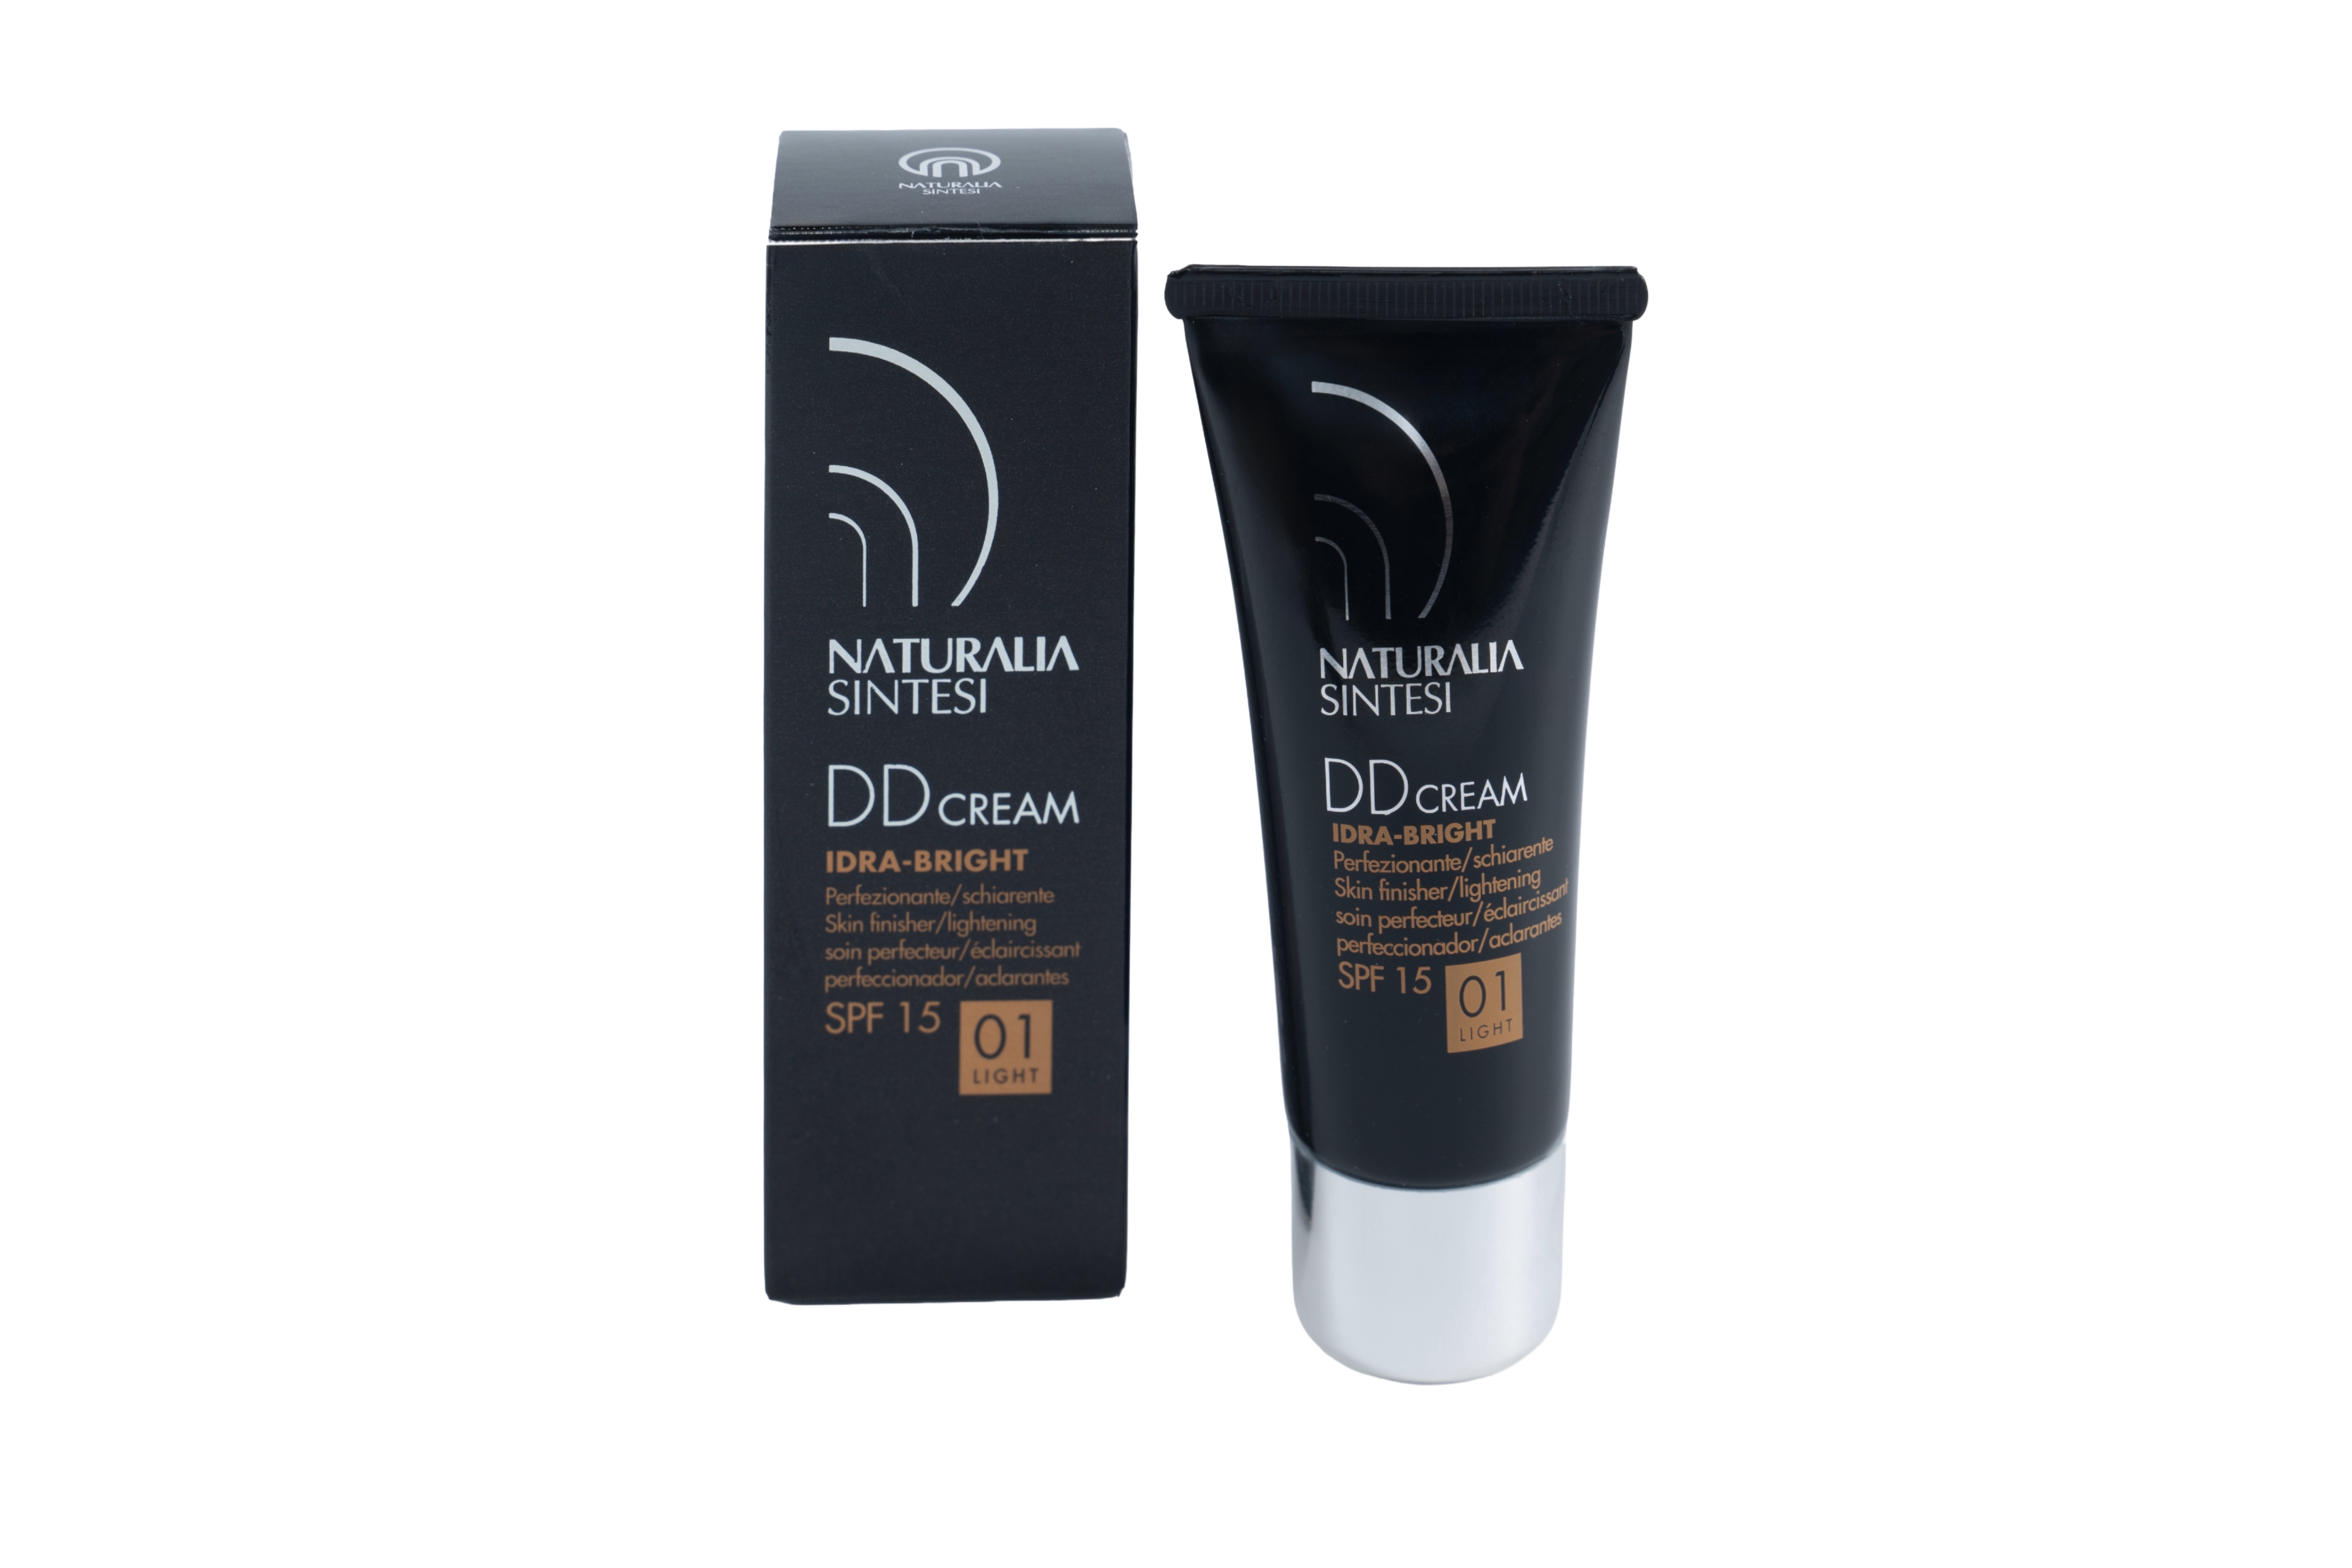 NATURALIA
SINTESI
NATURALIA
SINTESI
DD CREAM
IDRA-BRIGHT
Perfezionante/schiarente
Skin finisher/lightening
soin perfecteur/éclaircissant
perfeccionador/aclarantes
SPF 15
01
LIGHT
NATURALIA
SINTESI
DD CREAM
IDRA-BRIGHT
Perfezionante/schiarente
Skin finisher/lightening
soin perfecteur/éclaircissant
perfeccionador/aclarantes
SPF 15
01
LIGHT